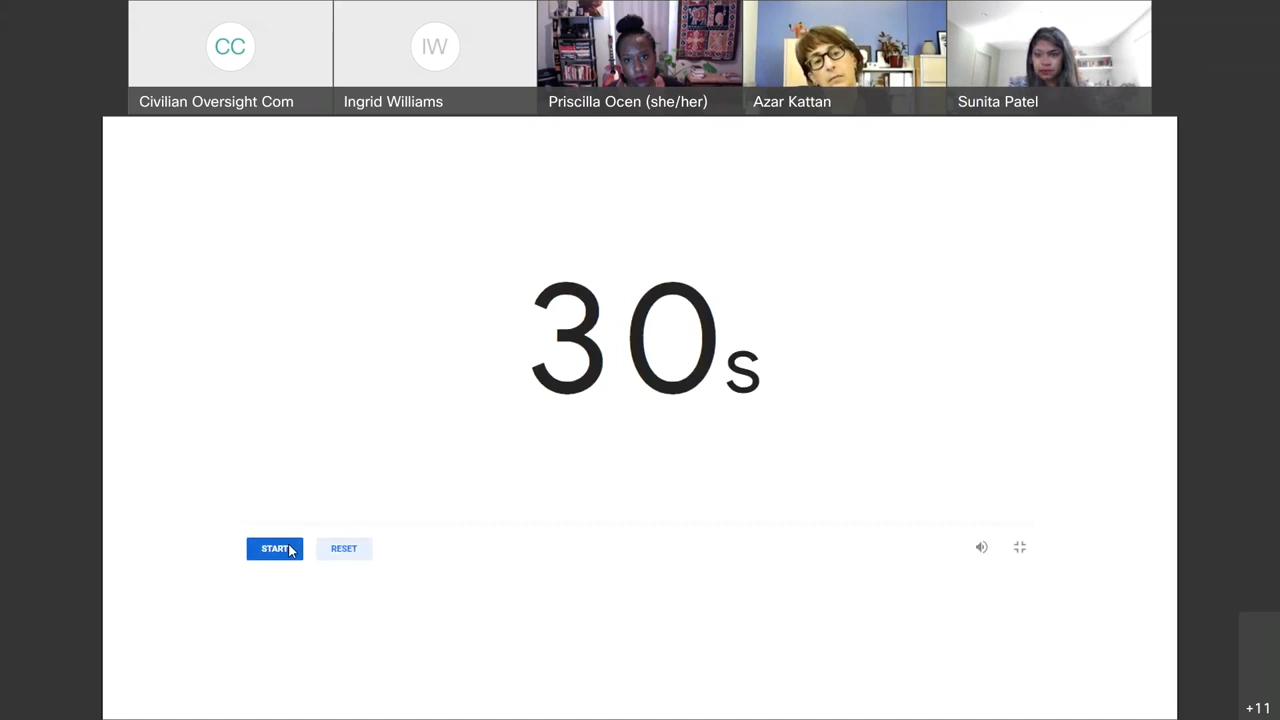 CC
IW
Civilian Oversight Com
Ingrid Williams
Priscilla Ocen (she/her)
Azar Kattan
Sunita Patel
30s
START
RESET
+11